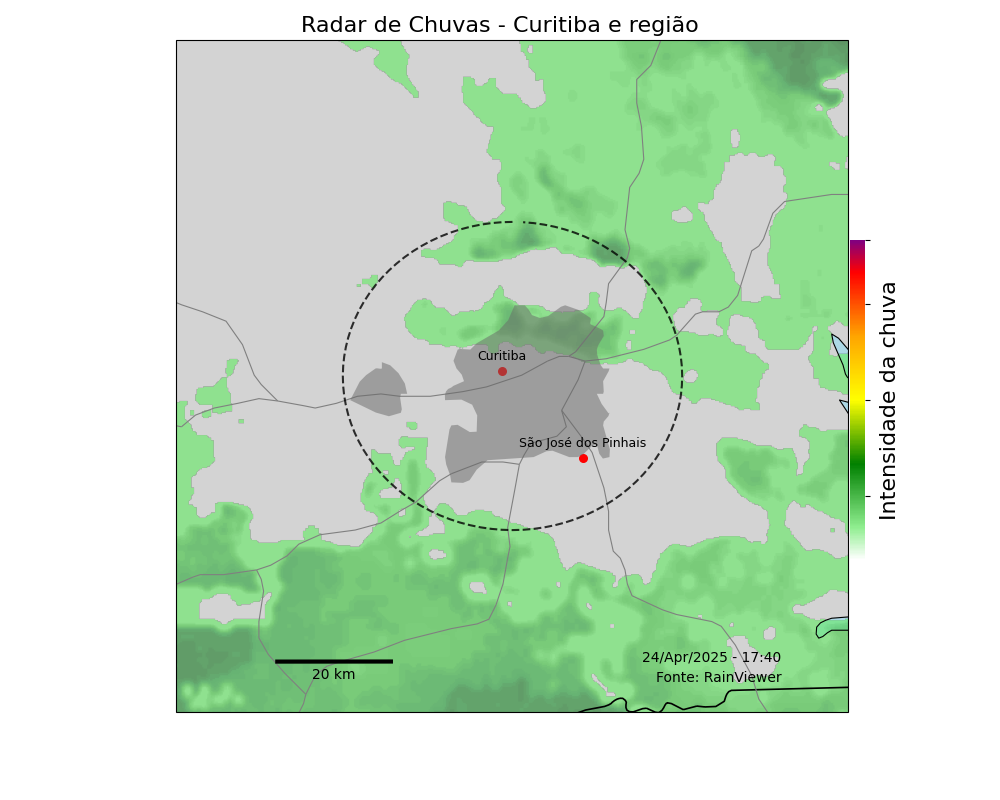 Radar de Chuvas - Curitiba e região
Curitiba
São José dos Pinhais
Intensidade da chuva
20 km
24/Apr/2025 - 17:40
Fonte: RainViewer